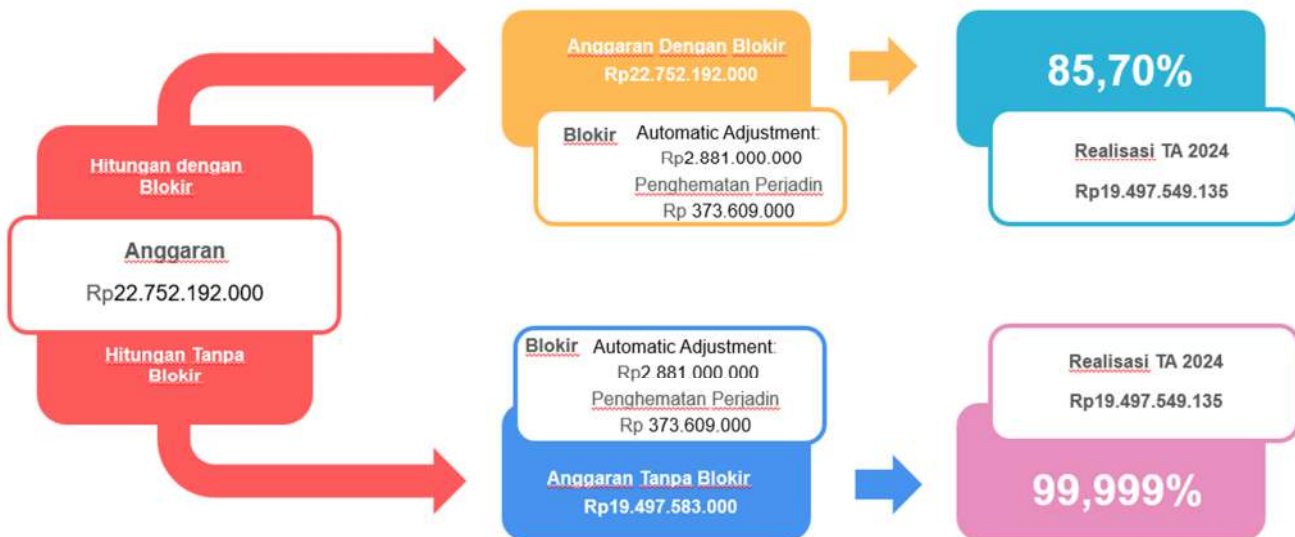 Hitungan dengan
Blokir
Anggaran
Rp22.752.192.000
Hitungan Tanpa
Blokir
Anggaran Dengan Blokir
Rp22.752.192.000
Blokir Automatic Adjustment:
Rp2.881.000.000
Penghematan Perjadin
Rp 373.609.000
85,70%
Realisasi TA 2024
Rp19.497.549.135
Blokir Automatic Adjustment:
Rp2.881.000.000
Penghematan Perjadin
Rp 373.609.000
Anggaran Tanpa Blokir
Rp19.497.583.000
Realisasi TA 2024
Rp19.497.549.135
99,999%